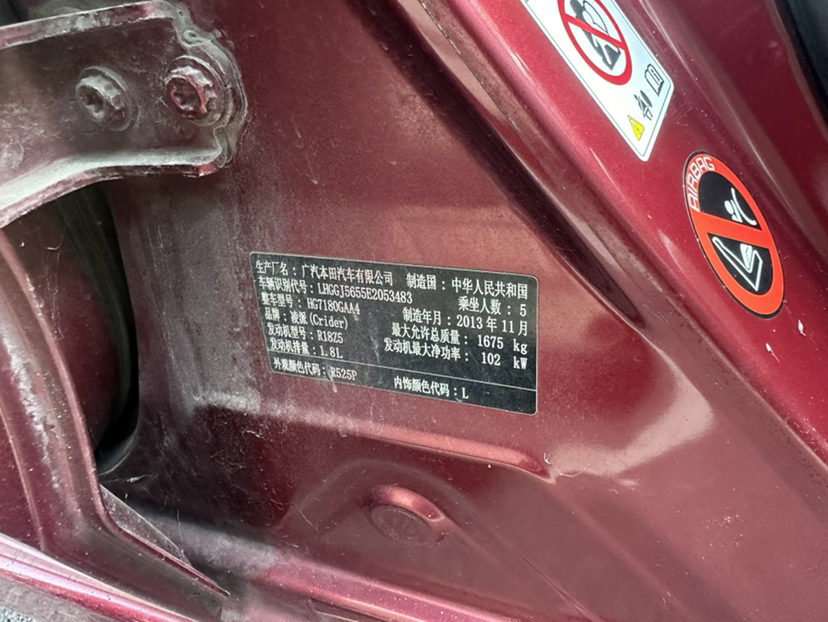 生产厂名：广汽本田汽车有限公司 制造国：中华人民共和国
车辆识别代号：LHGGJ5655E2053483 乘坐人数：5
整车型号：HG7180GAA4 制造年月：2013年11月
品牌：凌派(Crider) 最大允许总质量：1675 kg
发动机型号：R18Z5 发动机最大净功率：102 kW
发动机排量：1.8L
外观颜色代码：R525P 内饰颜色代码：L
AIRBAG